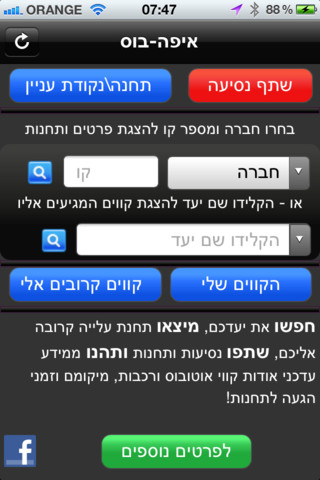 ORANGE 07:47 88 %
איפה-בוס
שתף נסיעה תחנה\נקודת עניין
בחרו חברה ומספר קו להצגת פרטים ותחנות
חברה קו
או - הקלידו שם יעד להצגת קווים המגיעים אליו
הקלידו שם יעד
הקווים שלי קווים קרובים אלי
חפשו את יעדכם, מיצאו תחנת עלייה קרובה
אליכם, שתפו נסיעות ותחנות ותהנו ממידע
עדכני אודות קווי אוטובוס ורכבות, מיקומם וזמני
הגעה לתחנות!
f לפרטים נוספים